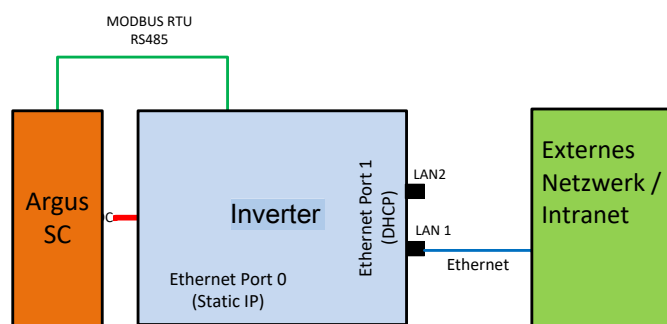 MODBUS RTU
RS485
Argus
SC
C
Inverter
Ethernet Port 0
(Static IP)
Ethernet Port 1
(DHCP)
LAN2
LAN 1
Ethernet
Externes
Netzwerk /
Intranet